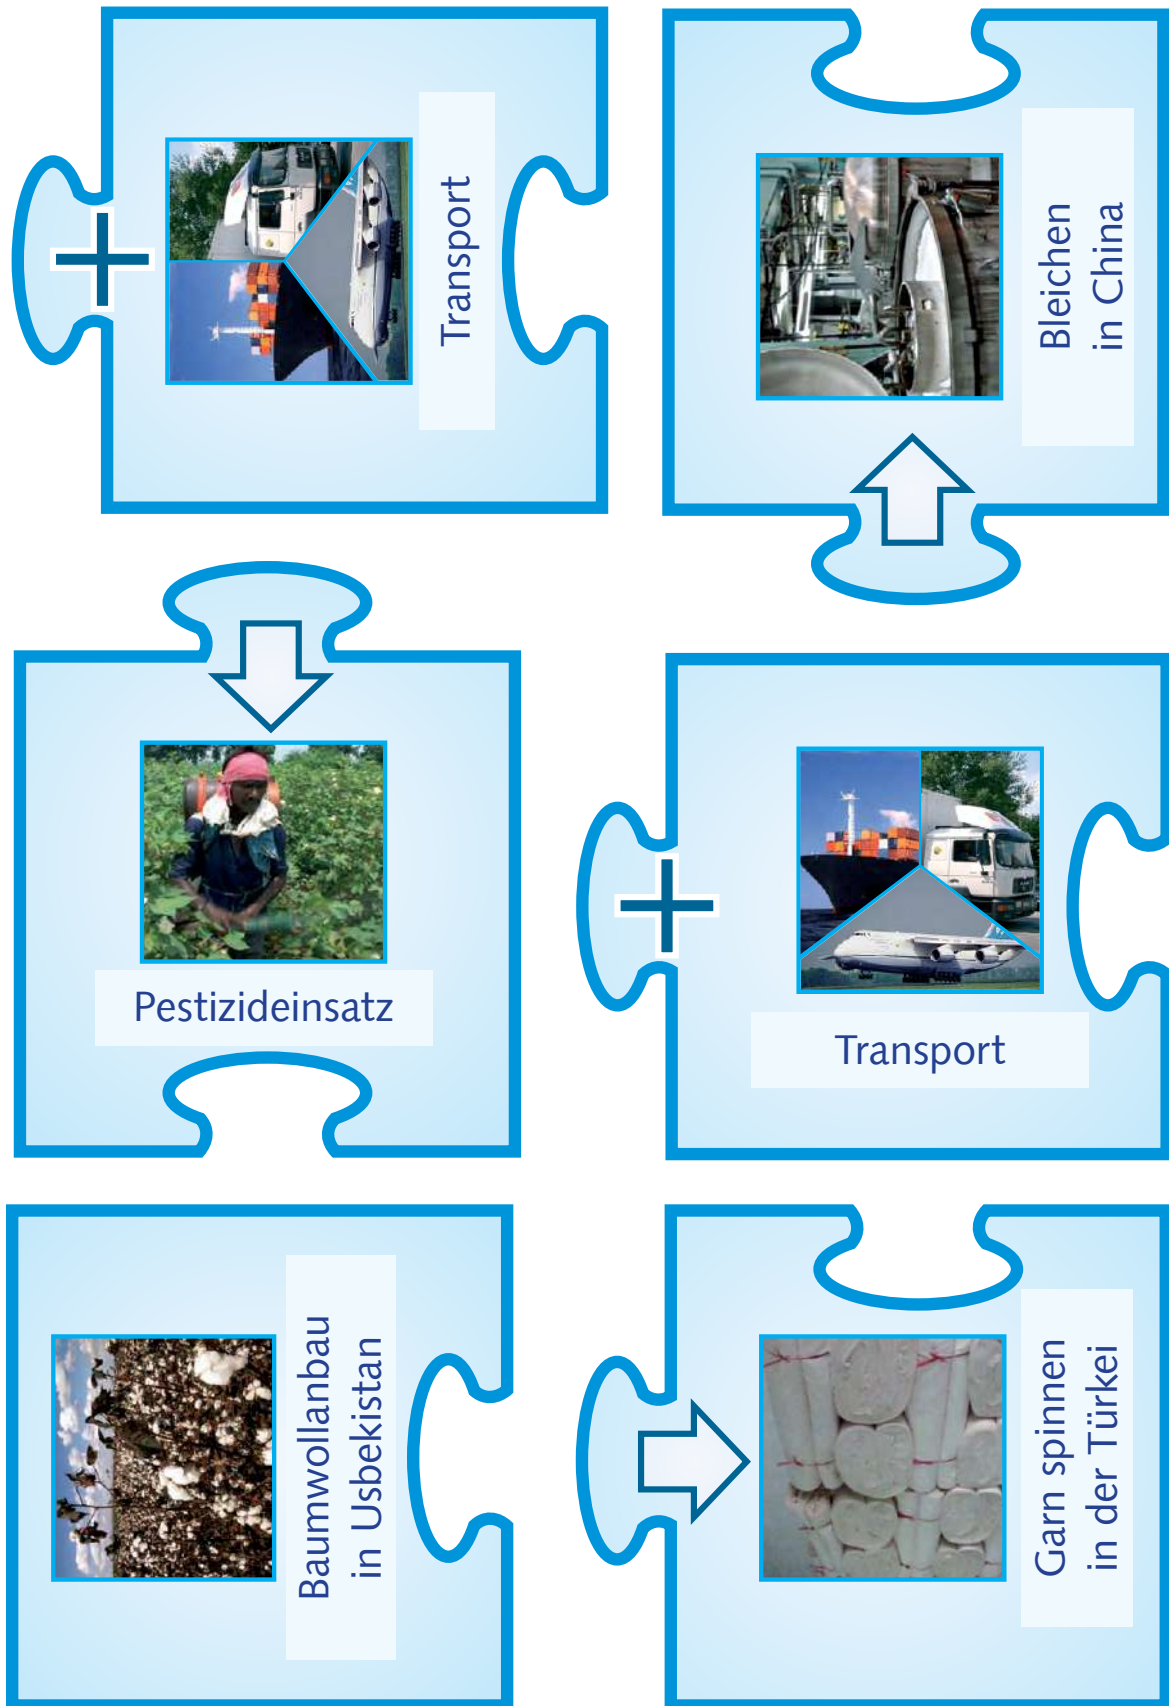 Transport
Bleichen
in China
Pestizideinsatz
Transport
Baumwollanbau
in Usbekistan
Garn spinnen
in der Türkei